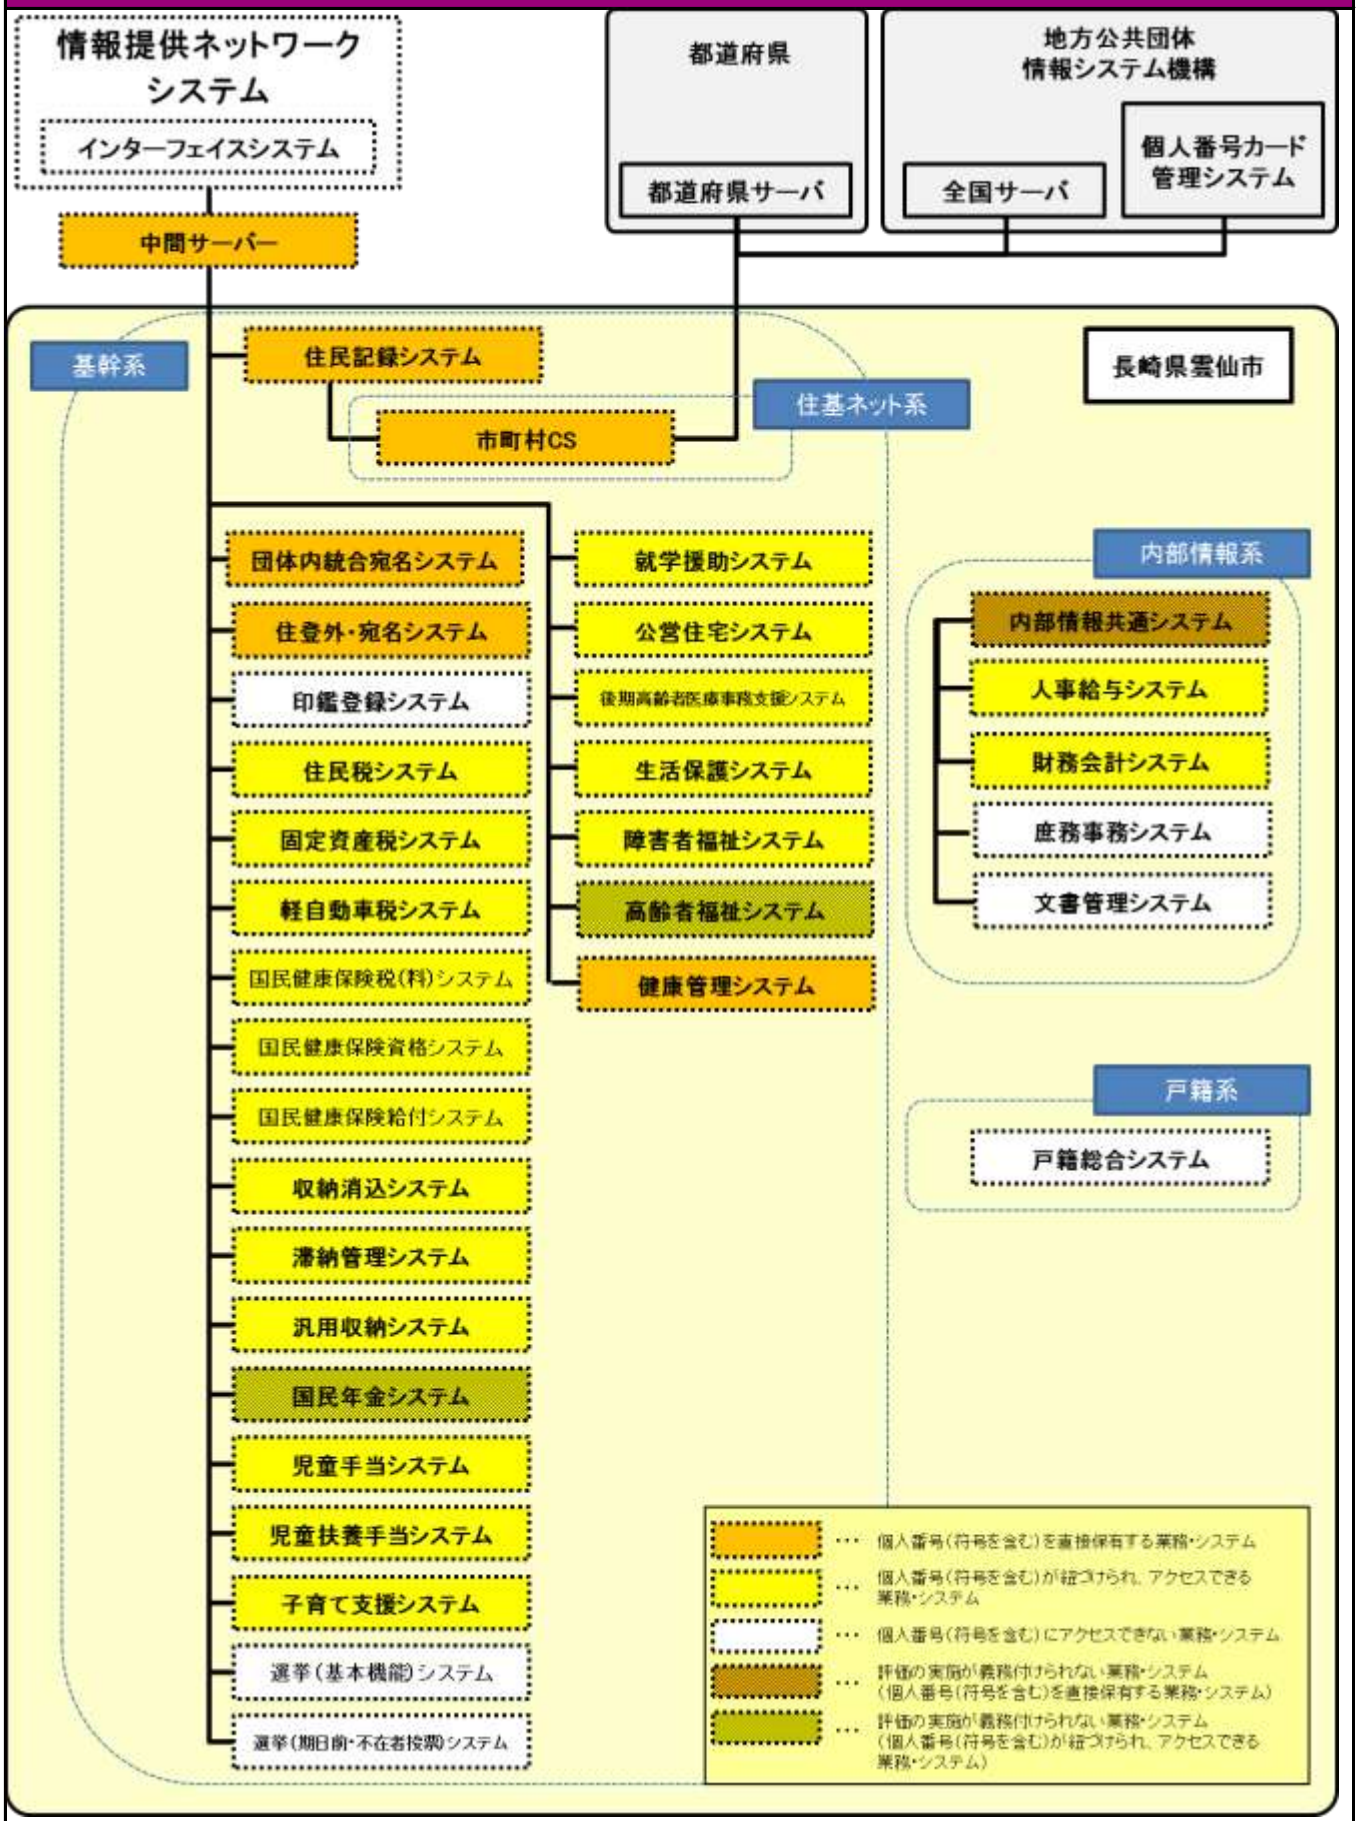 情報提供ネットワーク
システム
インターフェイスシステム
中間サーバー
都道府県
都道府県サーバ
地方公共団体
情報システム機構
全国サーバ
個人番号カード
管理システム
長崎県雲仙市
基幹系
住民記録システム
住基ネット系
市町村CS
団体内統合宛名システム
住登外・宛名システム
印鑑登録システム
住民税システム
固定資産税システム
軽自動車税システム
国民健康保険税(料)システム
国民健康保険資格システム
国民健康保険給付システム
収納消込システム
滞納管理システム
汎用収納システム
国民年金システム
児童手当システム
児童扶養手当システム
子育て支援システム
選挙(基本機能)システム
選挙(期日前・不在者投票)システム
就学援助システム
公営住宅システム
後期高齢者医療事務支援システム
生活保護システム
障害者福祉システム
高齢者福祉システム
健康管理システム
内部情報系
内部情報共通システム
人事給与システム
財務会計システム
庶務事務システム
文書管理システム
戸籍系
戸籍総合システム
… 個人番号(符号を含む)を直接保有する業務・システム
… 個人番号(符号を含む)が紐づけられ、アクセスできる
業務・システム
… 個人番号(符号を含む)にアクセスできない業務・システム
… 評価の実施が義務付けられない業務・システム
(個人番号(符号を含む)を直接保有する業務・システム)
… 評価の実施が義務付けられない業務・システム
(個人番号(符号を含む)が紐づけられ、アクセスできる
業務・システム)